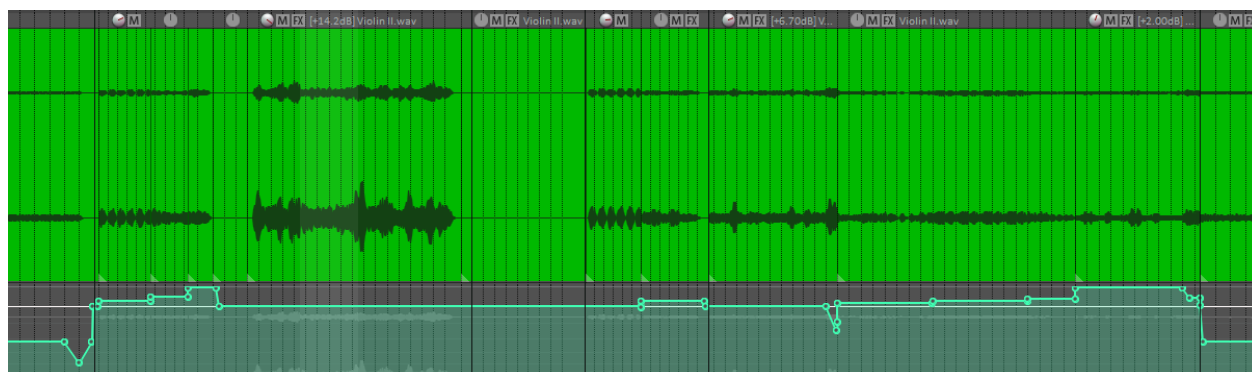 M
M FX [+14.2dB] Violin II.wav
M FX Violin II.wav
M
M FX
M FX [+6.70dB] V...
M FX Violin II.wav
M FX [+2.00dB] ...
M